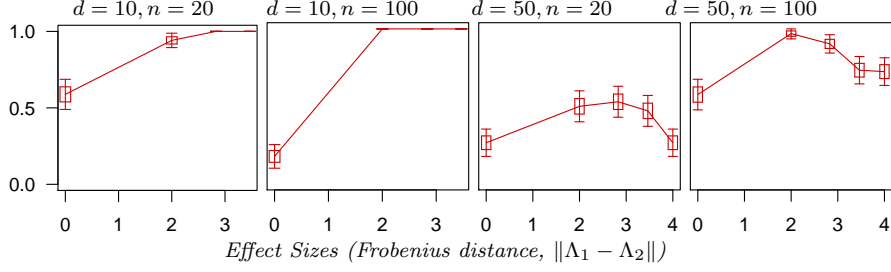 d = 10, n = 20 d = 10, n = 100 d = 50, n = 20 d = 50, n = 100
1.0
0.5
0.0
0 1 2 3 0 1 2 3 0 1 2 3 4 0 1 2 3 4
Effect Sizes (Frobenius distance, ‖Λ₁ − Λ₂‖)